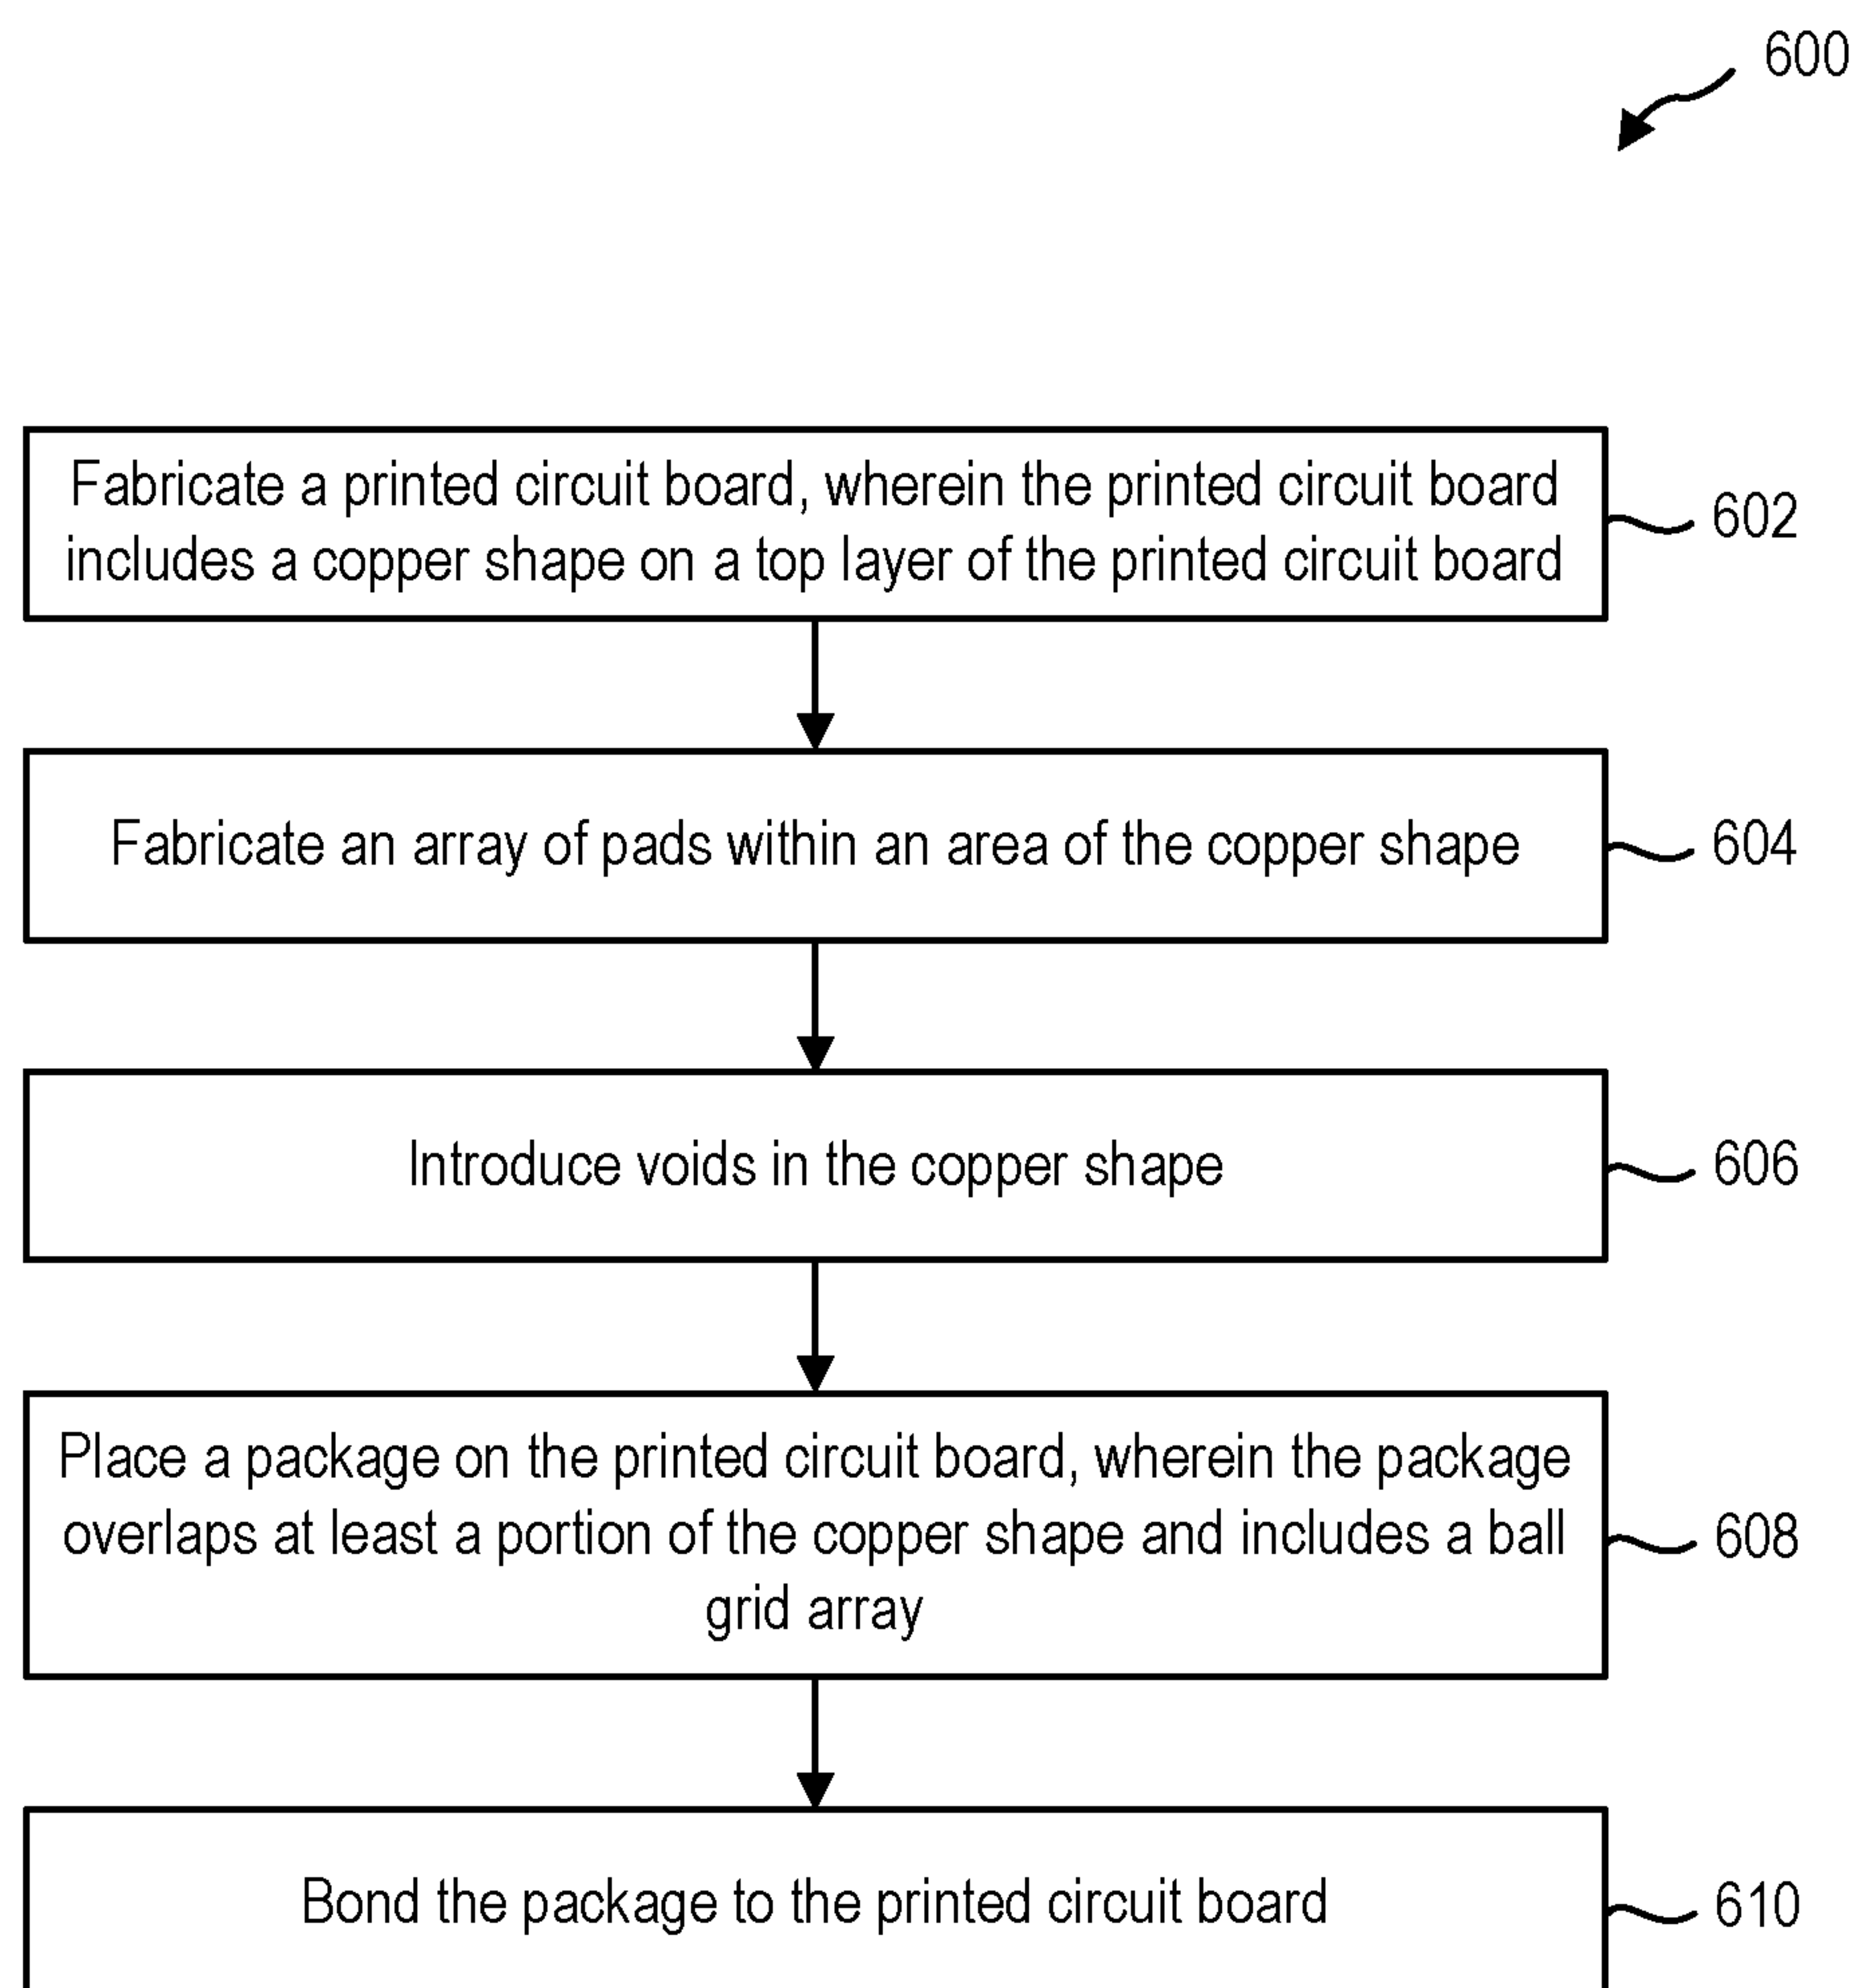 600
Fabricate a printed circuit board, wherein the printed circuit board
includes a copper shape on a top layer of the printed circuit board
602
Fabricate an array of pads within an area of the copper shape
604
Introduce voids in the copper shape
606
Place a package on the printed circuit board, wherein the package
overlaps at least a portion of the copper shape and includes a ball
grid array
608
Bond the package to the printed circuit board
610